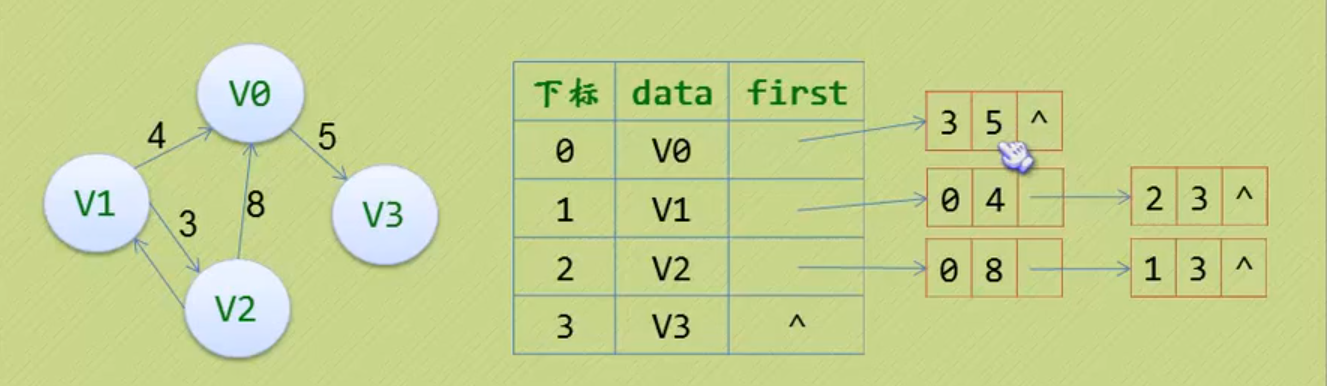 V0
4
5
V1
3
8
V3
V2
下标 data first
0 V0
3 5 ^
1 V1
0 4
2 3 ^
2 V2
0 8
1 3 ^
3 V3 ^